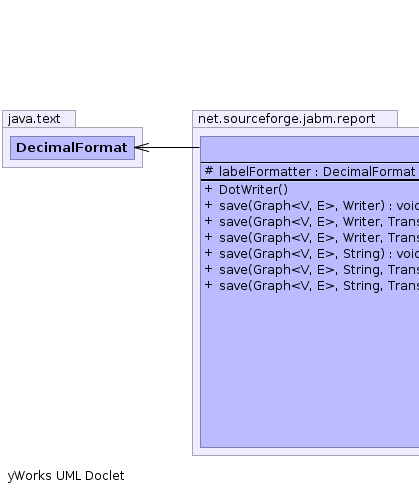 java.text
net.sourceforge.jabm.report
DecimalFormat
# labelFormatter : DecimalFormat
+ DotWriter()
+ save(Graph<V, E>, Writer) : void
+ save(Graph<V, E>, Writer, Trans
+ save(Graph<V, E>, Writer, Trans
+ save(Graph<V, E>, String) : void
+ save(Graph<V, E>, String, Trans
+ save(Graph<V, E>, String, Trans
yWorks UML Doclet